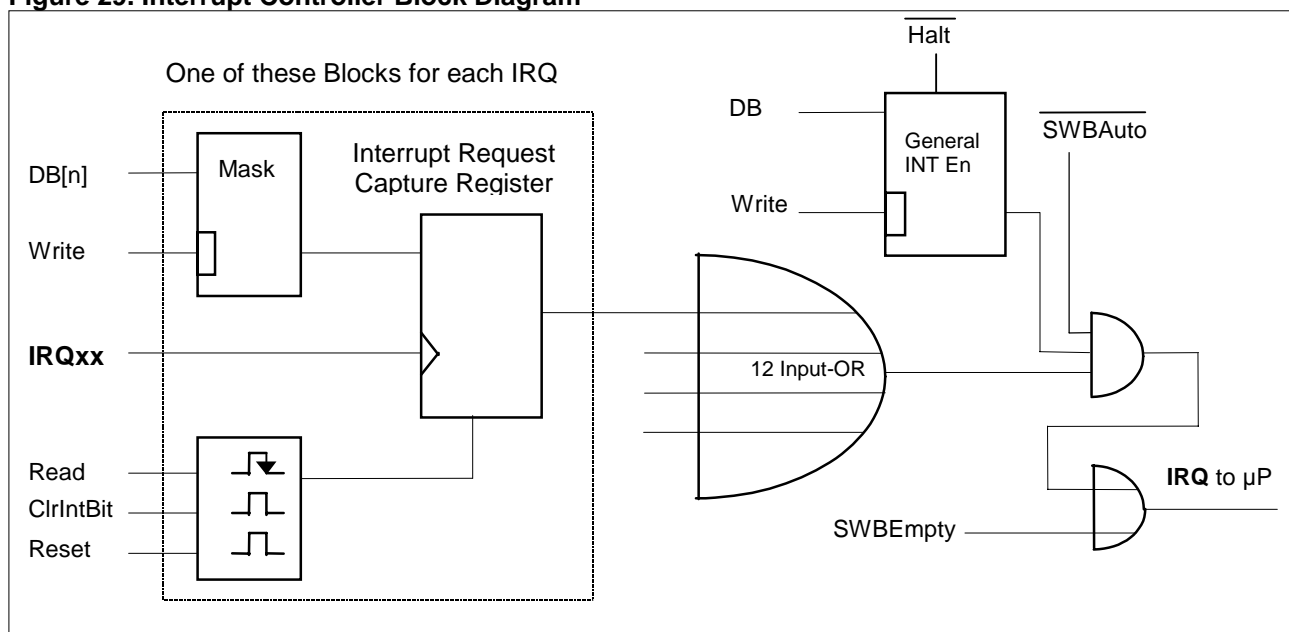 Figure 29. Interrupt Controller Block Diagram
Halt
One of these Blocks for each IRQ
DB
SWBAuto
General
INT En
DB[n]
Mask
Interrupt Request
Capture Register
Write
Write
IRQxx
12 Input-OR
Read
ClrIntBit
Reset
IRQ to µP
SWBEmpty